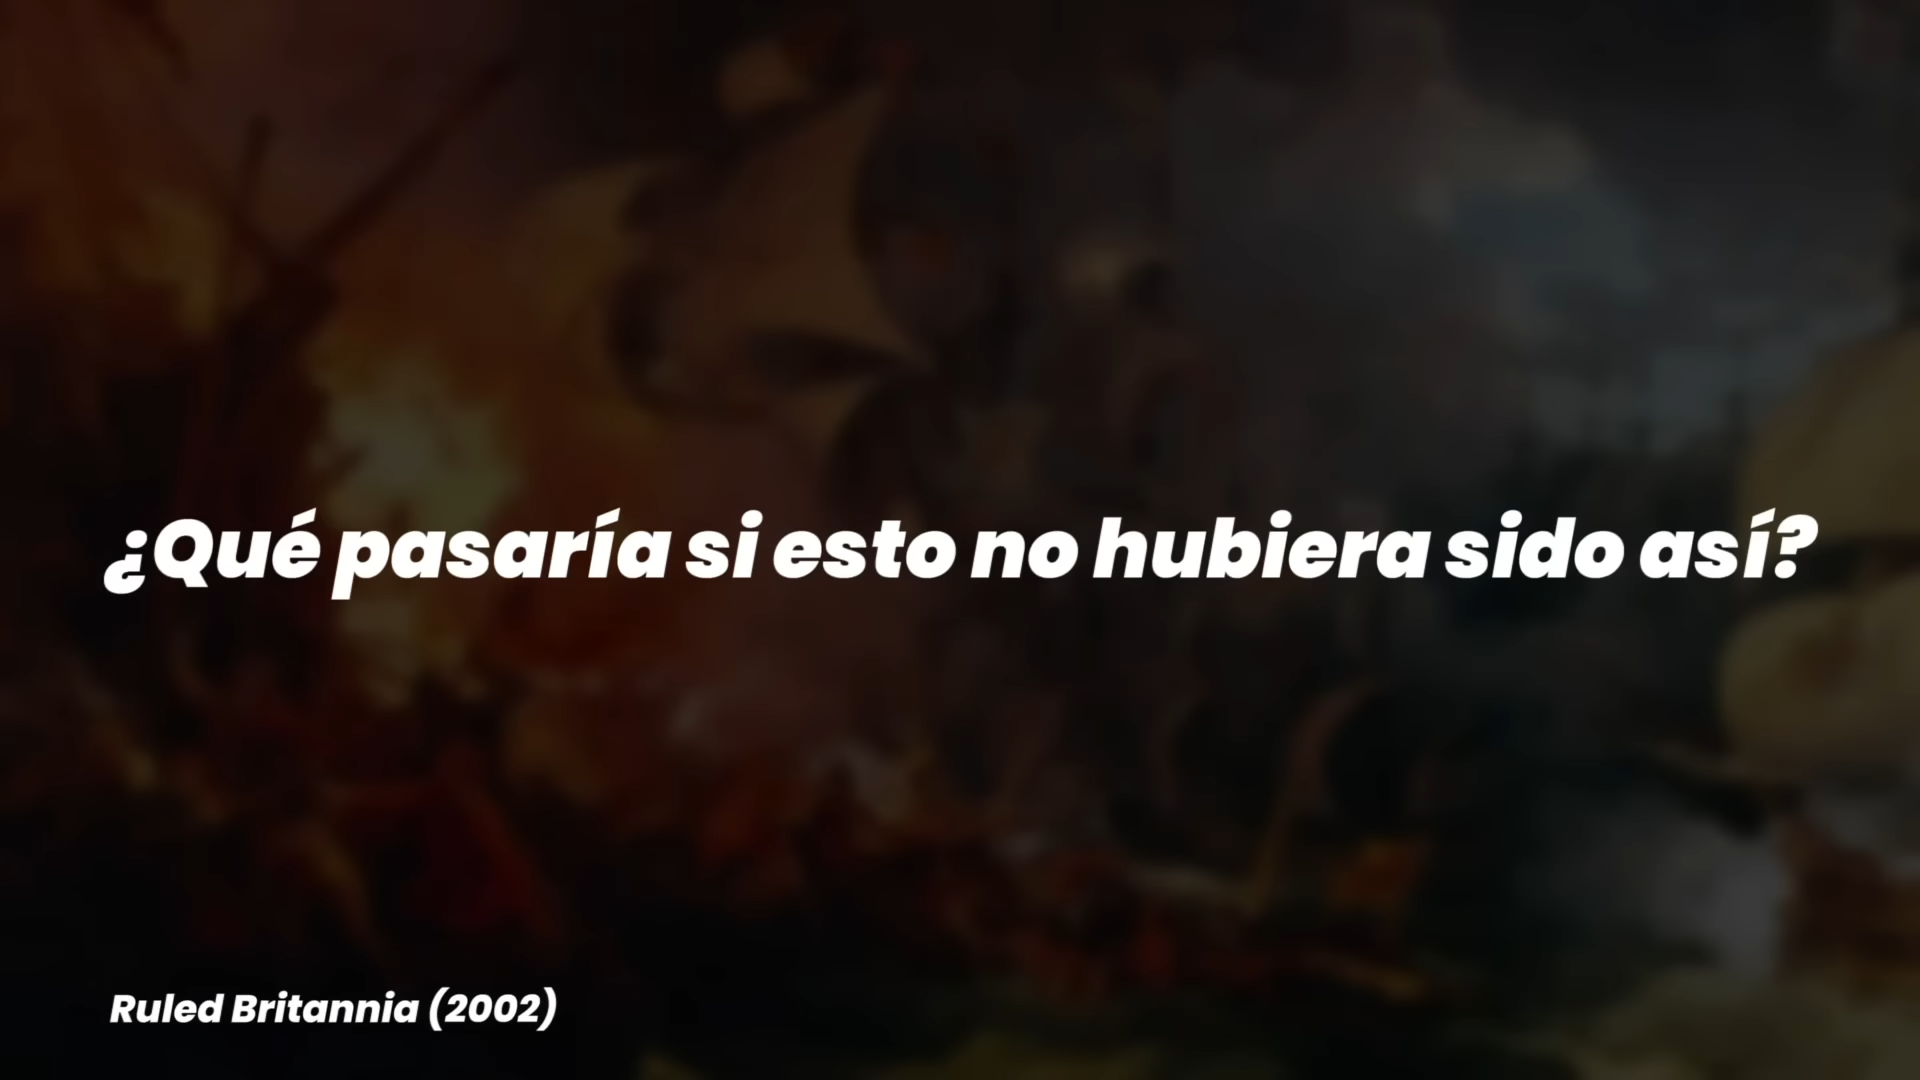 ¿Qué pasaría si esto no hubiera sido así?
Ruled Britannia (2002)